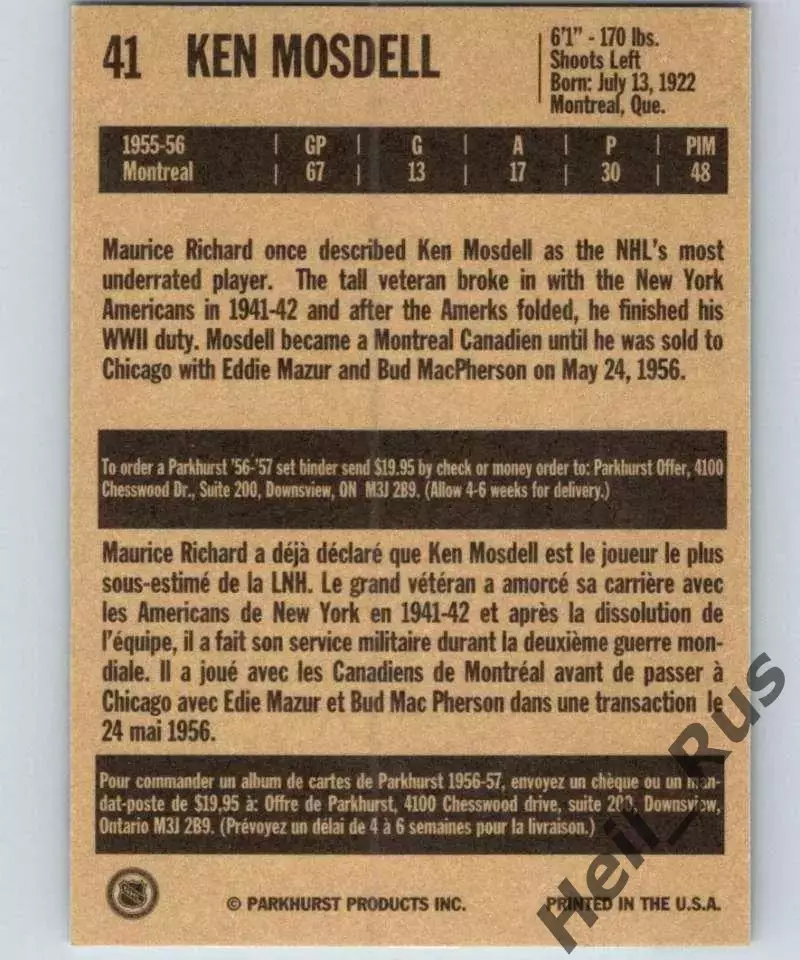 41 KEN MOSDELL
6'1" - 170 lbs.
Shoots Left
Born: July 13, 1922
Montreal, Que.
1955-56 | GP | G | A | P | PIM
Montreal | 67 | 13 | 17 | 30 | 48
Maurice Richard once described Ken Mosdell as the NHL's most
underrated player. The tall veteran broke in with the New York
Americans in 1941-42 and after the Amerks folded, he finished his
WWII duty. Mosdell became a Montreal Canadien until he was sold to
Chicago with Eddie Mazur and Bud MacPherson on May 24, 1956.
To order a Parkhurst '56-'57 set binder send $19.95 by check or money order to: Parkhurst Offer, 4100
Chesswood Dr., Suite 200, Downsview, ON M3J 2B9. (Allow 4-6 weeks for delivery.)
Maurice Richard a déjà déclaré que Ken Mosdell est le joueur le plus
sous-estimé de la LNH. Le grand vétéran a amorcé sa carrière avec
les Americans de New York en 1941-42 et après la dissolution de
l'équipe, il a fait son service militaire durant la deuxième guerre mon-
diale. Il a joué avec les Canadiens de Montréal avant de passer à
Chicago avec Edie Mazur et Bud Mac Pherson dans une transaction le
24 mai 1956.
Pour commander un album de cartes de Parkhurst 1956-57, envoyez un chèque ou un man-
dat-poste de $19,95 à: Offre de Parkhurst, 4100 Chesswood drive, suite 200, Downsview,
Ontario M3J 2B9. (Prévoyez un délai de 4 à 6 semaines pour la livraison.)
NHL
© PARKHURST PRODUCTS INC.
PRINTED IN THE U.S.A.
Heil_Rus